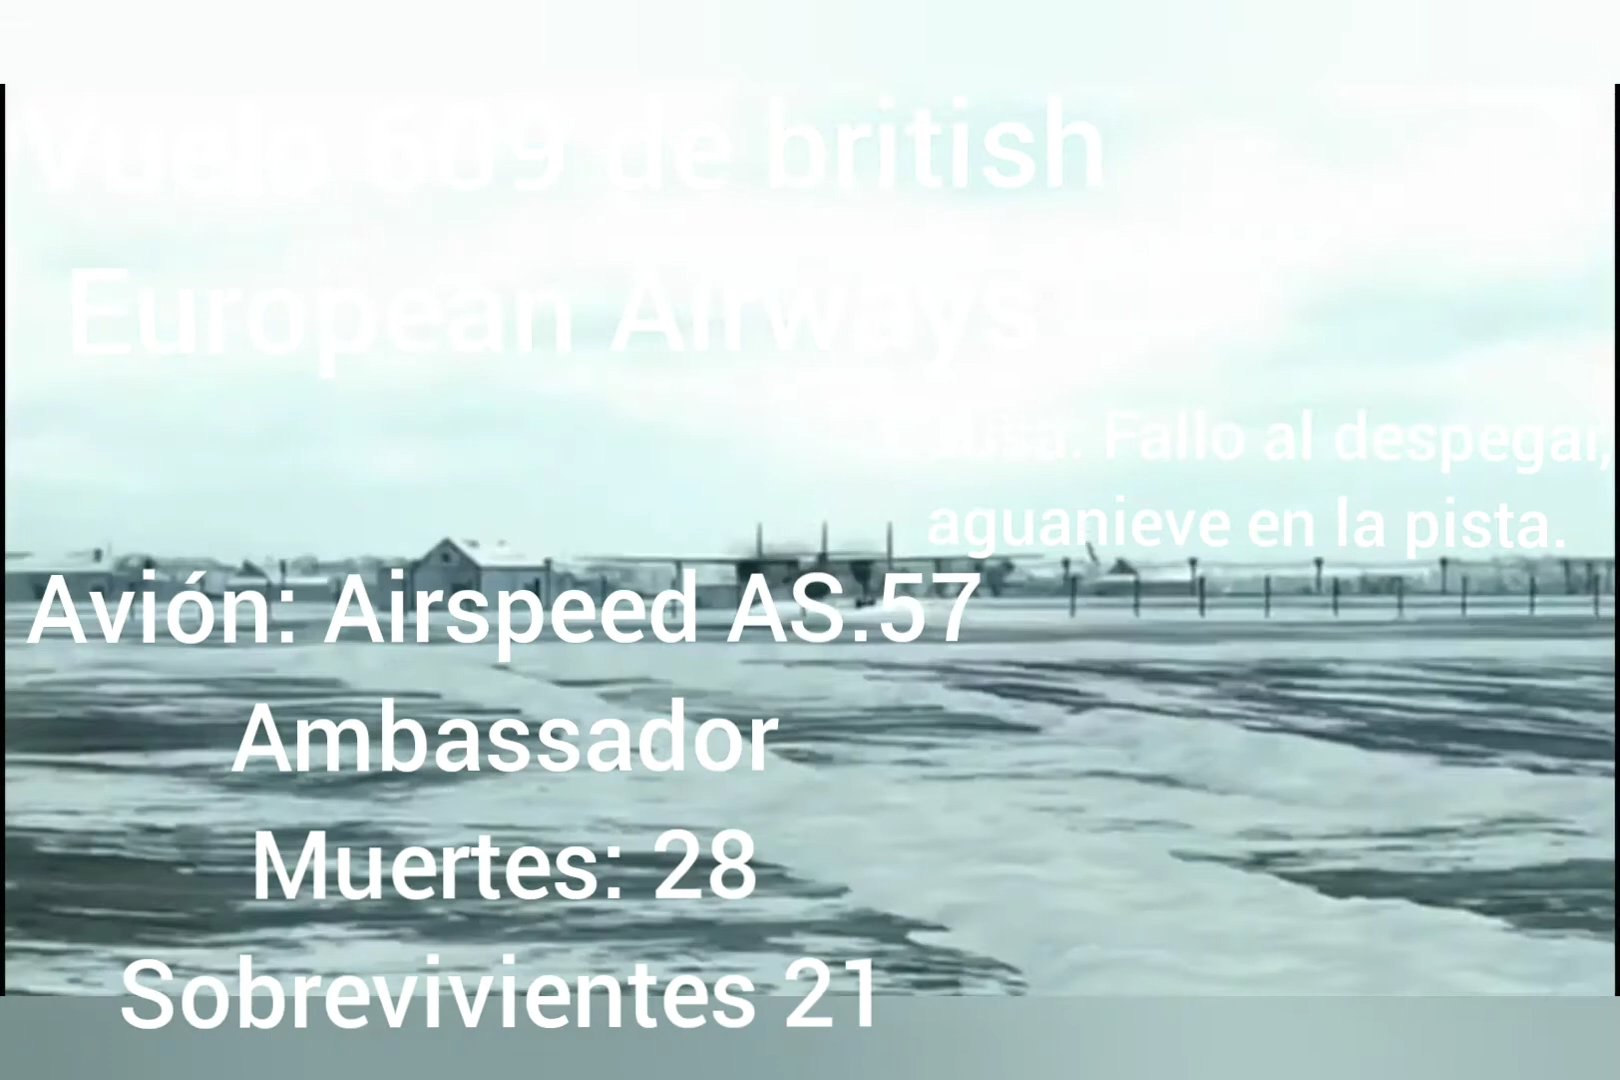 Vuelo 609 de british
European Airways
Fallo al despegar,
aguanieve en la pista.
Avión: Airspeed AS.57
Ambassador
Muertes: 28
Sobrevivientes 21